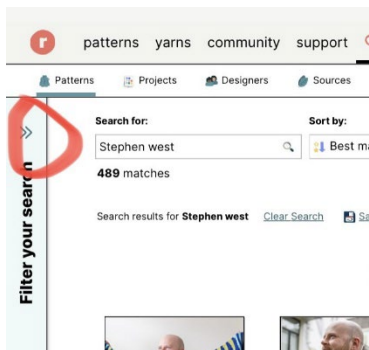 r
patterns yarns community support
Patterns Projects Designers Sources
Search for:
Sort by:
Stephen west
Best
489 matches
Search results for Stephen west Clear Search
Filter your search